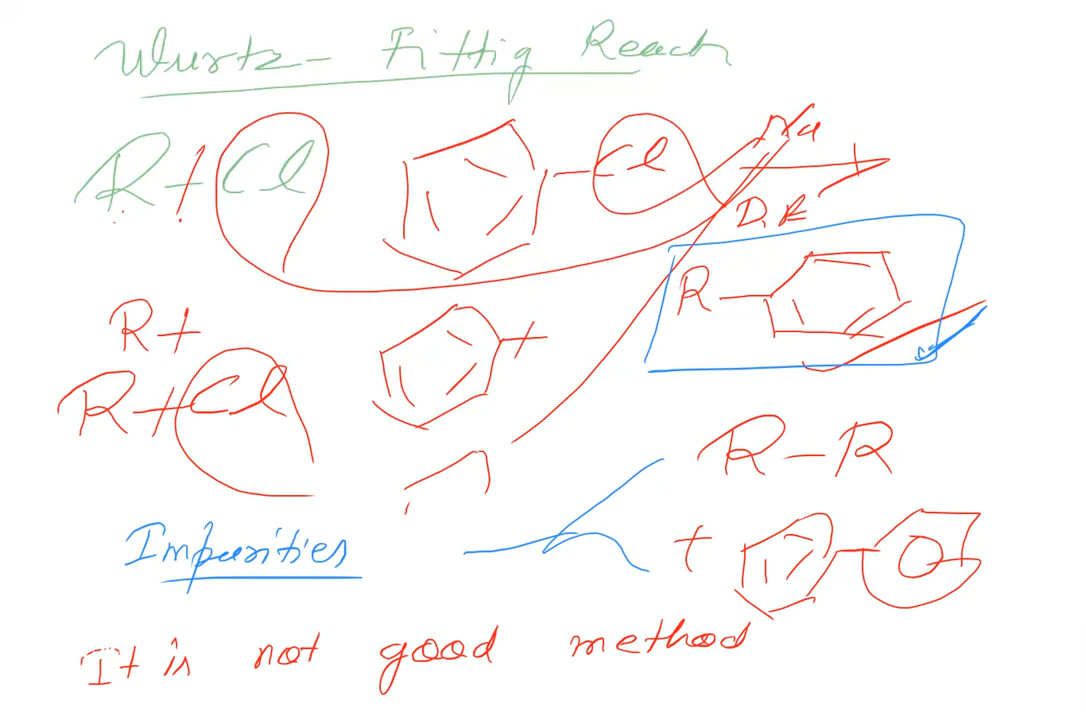 Wurtz- Fittig Reacn
R + Cl - Cl Na
D.E
R -
R +
R + Cl +
R - R
Impurities
+
It is not good method